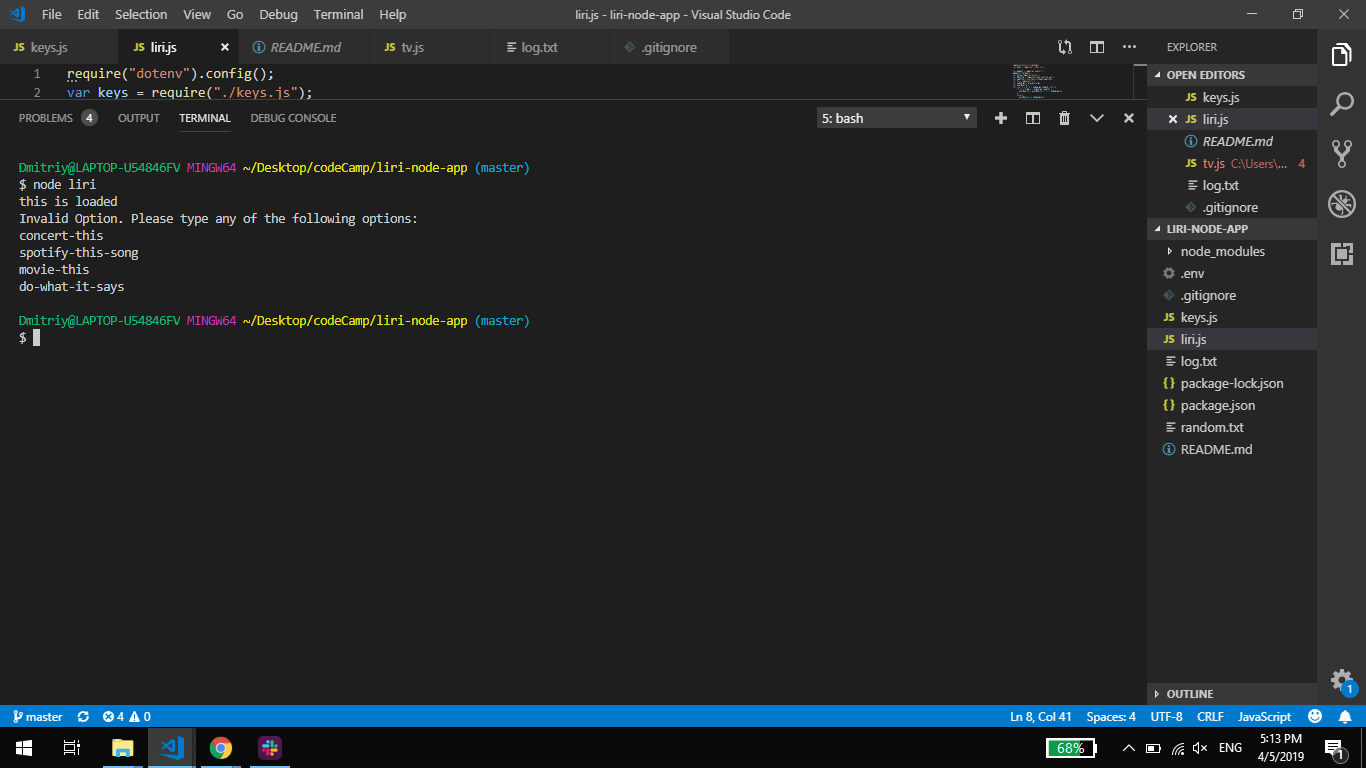 File Edit Selection View Go Debug Terminal Help
liri.js - liri-node-app - Visual Studio Code
JS keys.js JS liri.js README.md JS tv.js log.txt .gitignore
1 require("dotenv").config();
2 var keys = require("./keys.js");
PROBLEMS 4 OUTPUT TERMINAL DEBUG CONSOLE 5: bash
Dmitriy@LAPTOP-U54846FV MINGW64 ~/Desktop/codeCamp/liri-node-app (master)
$ node liri
this is loaded
Invalid Option. Please type any of the following options:
concert-this
spotify-this-song
movie-this
do-what-it-says
Dmitriy@LAPTOP-U54846FV MINGW64 ~/Desktop/codeCamp/liri-node-app (master)
$
EXPLORER
OPEN EDITORS
JS keys.js
JS liri.js
README.md
JS tv.js C:\Users\... 4
log.txt
.gitignore
LIRI-NODE-APP
node_modules
.env
.gitignore
JS keys.js
JS liri.js
log.txt
{} package-lock.json
{} package.json
random.txt
README.md
OUTLINE
1
master 4 0
Ln 8, Col 41 Spaces: 4 UTF-8 CRLF JavaScript
68% ENG
5:13 PM
4/5/2019
1